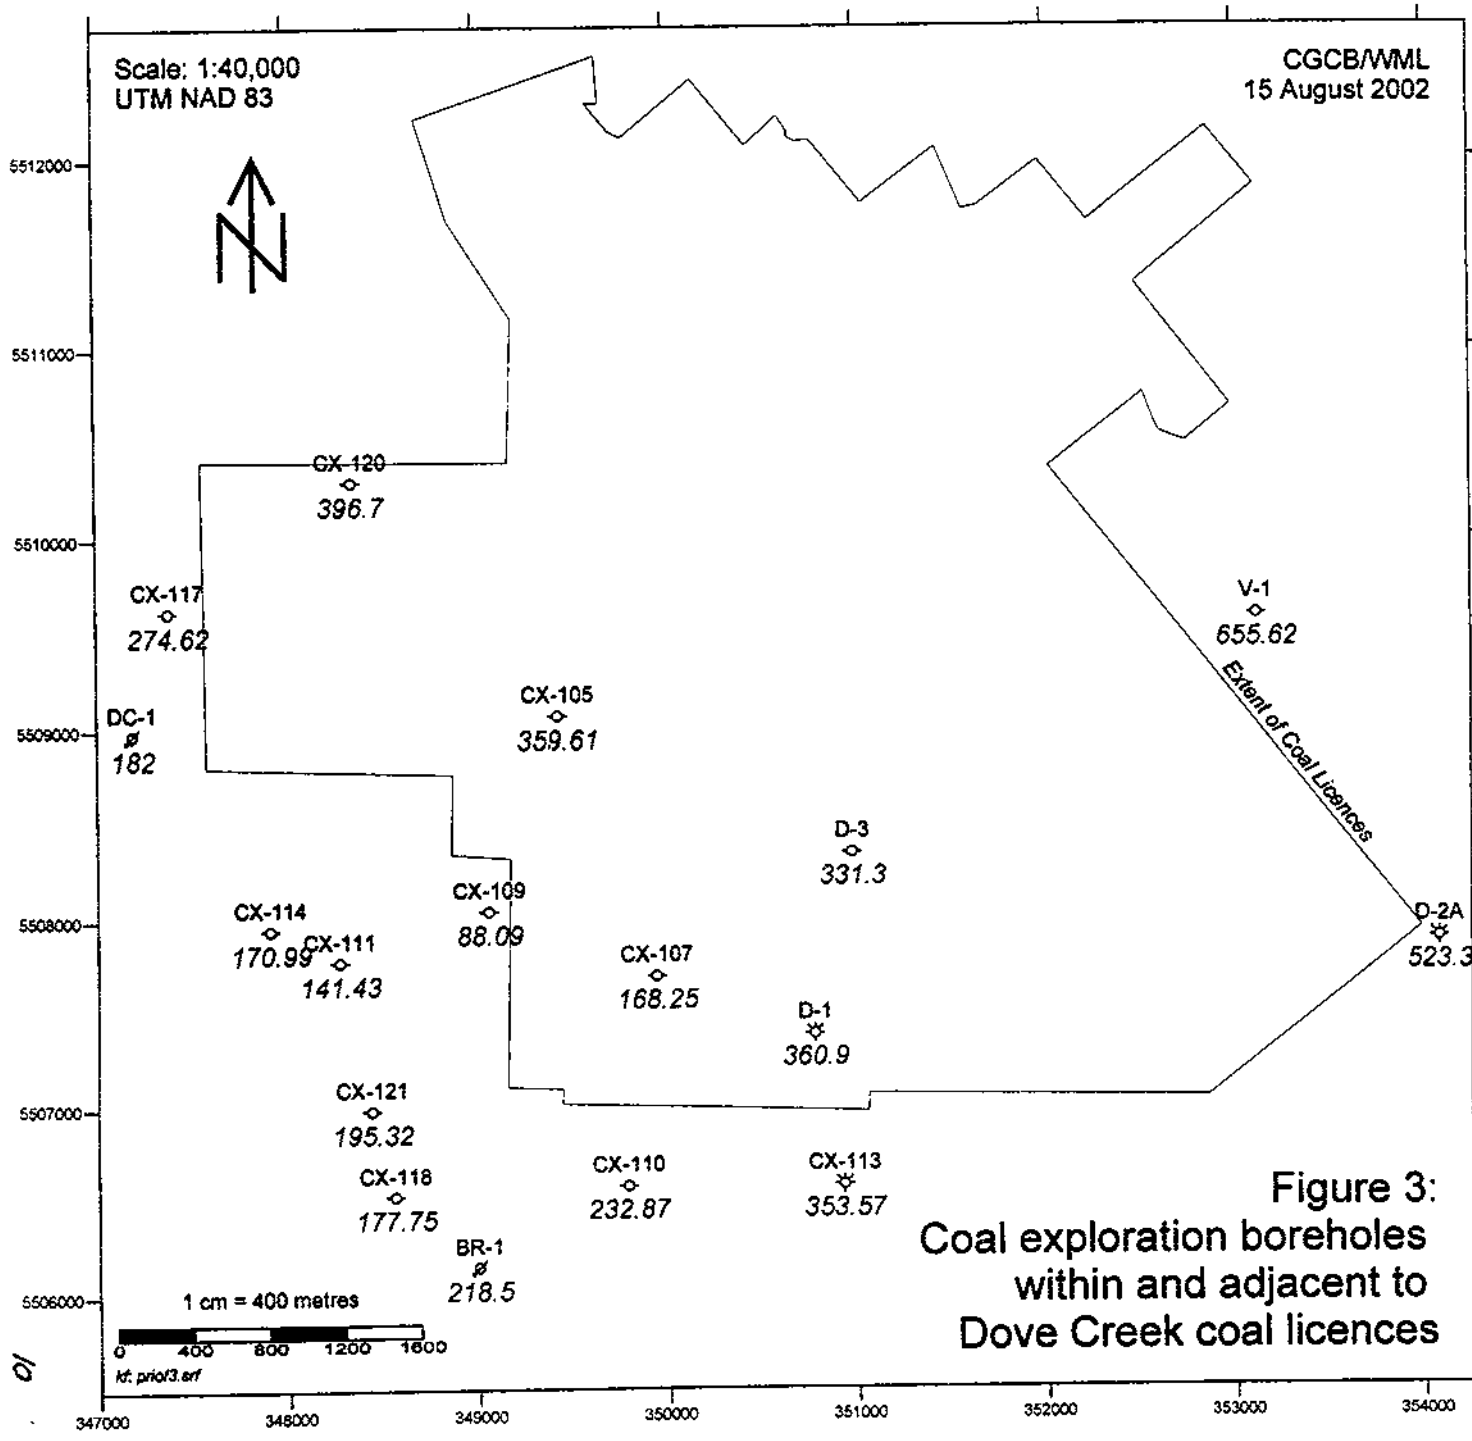 Scale: 1:40,000
UTM NAD 83
CGCB/WML
15 August 2002
N
5512000
5511000
5510000
5509000
5508000
5507000
5506000
CX-120
396.7
CX-117
274.62
V-1
655.62
Extent of Coal Licences
CX-105
359.61
DC-1
182
D-3
331.3
CX-109
88.09
CX-114
170.99
CX-111
141.43
D-2A
523.3
CX-107
168.25
D-1
360.9
CX-121
195.32
CX-110
232.87
CX-113
353.57
CX-118
177.75
BR-1
218.5
Figure 3:
Coal exploration boreholes
within and adjacent to
Dove Creek coal licences
1 cm = 400 metres
0 400 800 1200 1600
10
347000 348000 349000 350000 351000 352000 353000 354000